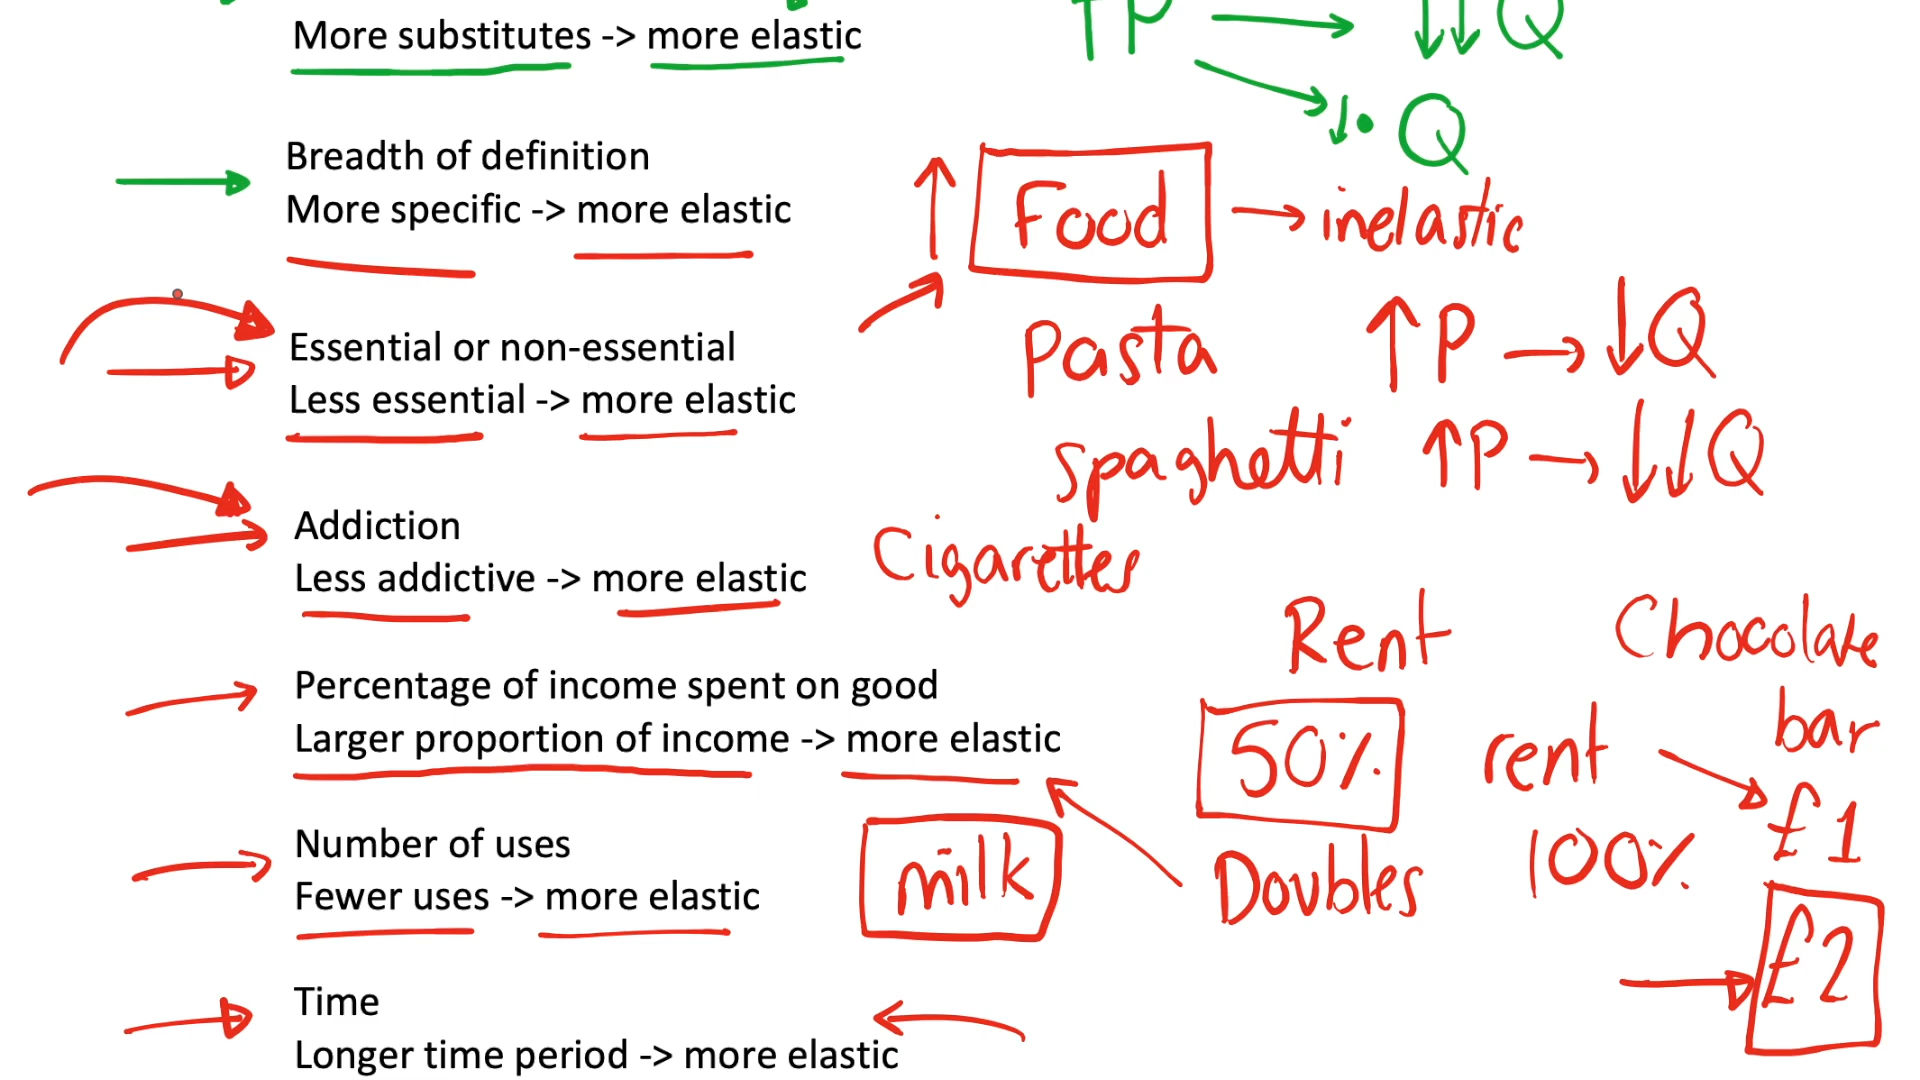 More substitutes -> more elastic
↑P → ↓↓Q
↓ Q
Breadth of definition
More specific -> more elastic
↑ Food → inelastic
Essential or non-essential
Less essential -> more elastic
Pasta ↑P → ↓Q
spaghetti ↑P → ↓↓Q
Addiction
Less addictive -> more elastic
Cigarettes
Percentage of income spent on good
Larger proportion of income -> more elastic
Rent
50%
Doubles
rent
100%
Chocolate
bar
£1
£2
Number of uses
Fewer uses -> more elastic
milk
Time
Longer time period -> more elastic